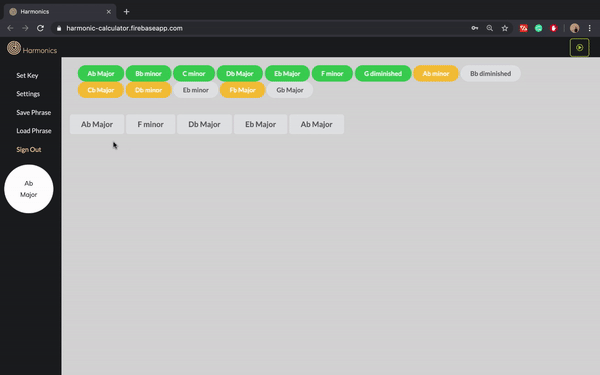 Harmonics
harmonic-calculator.firebaseapp.com
Harmonics
Set Key
Settings
Save Phrase
Load Phrase
Sign Out
Ab
Major
Ab Major Bb minor C minor Db Major Eb Major F minor G diminished Ab minor Bb diminished
Cb Major Db minor Eb minor Fb Major Gb Major
Ab Major F minor Db Major Eb Major Ab Major